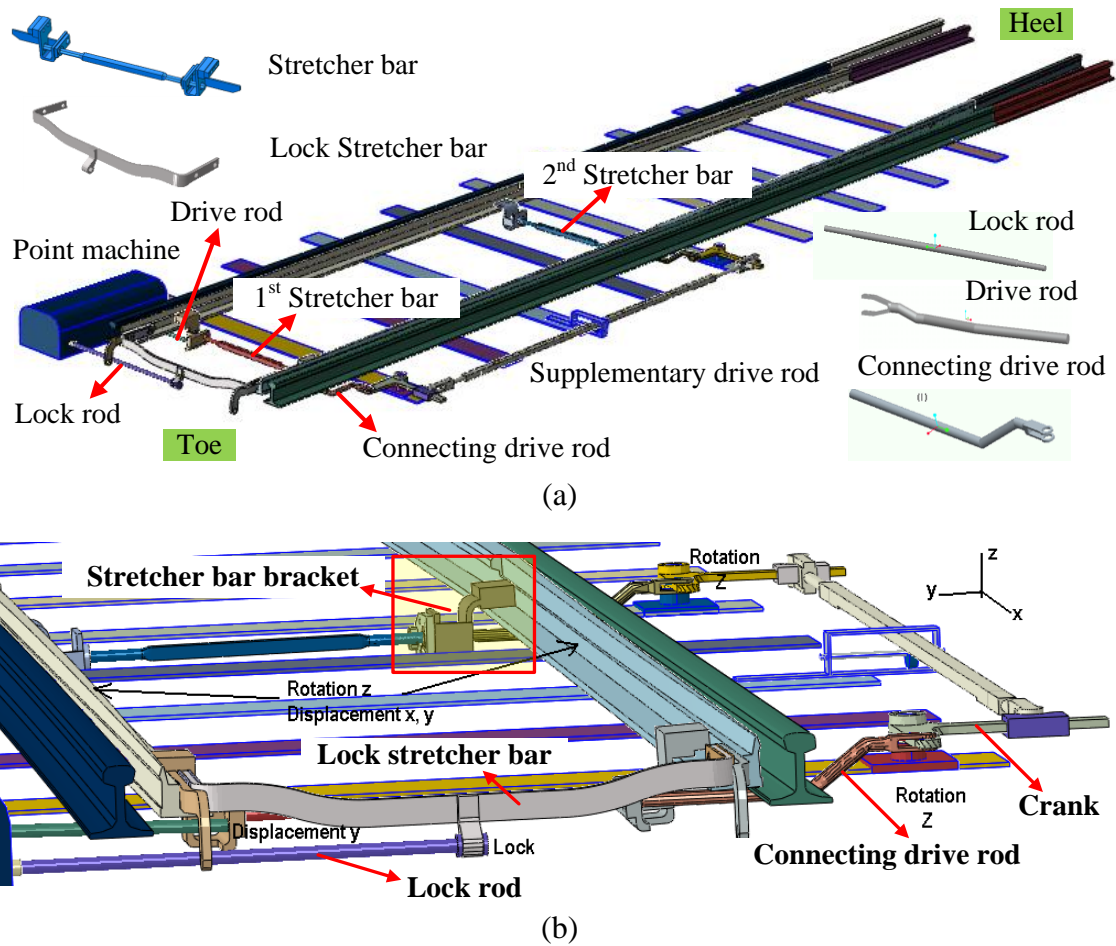 Heel
Stretcher bar
Lock Stretcher bar
2nd Stretcher bar
Drive rod
Lock rod
Point machine
Drive rod
1st Stretcher bar
Connecting drive rod
Supplementary drive rod
(I)
Lock rod
Toe
Connecting drive rod
(a)
Rotation
Z
z
y
x
Stretcher bar bracket
Rotation z
Displacement x, y
Lock stretcher bar
Rotation
Z
Crank
Displacement y
Lock
Connecting drive rod
Lock rod
(b)